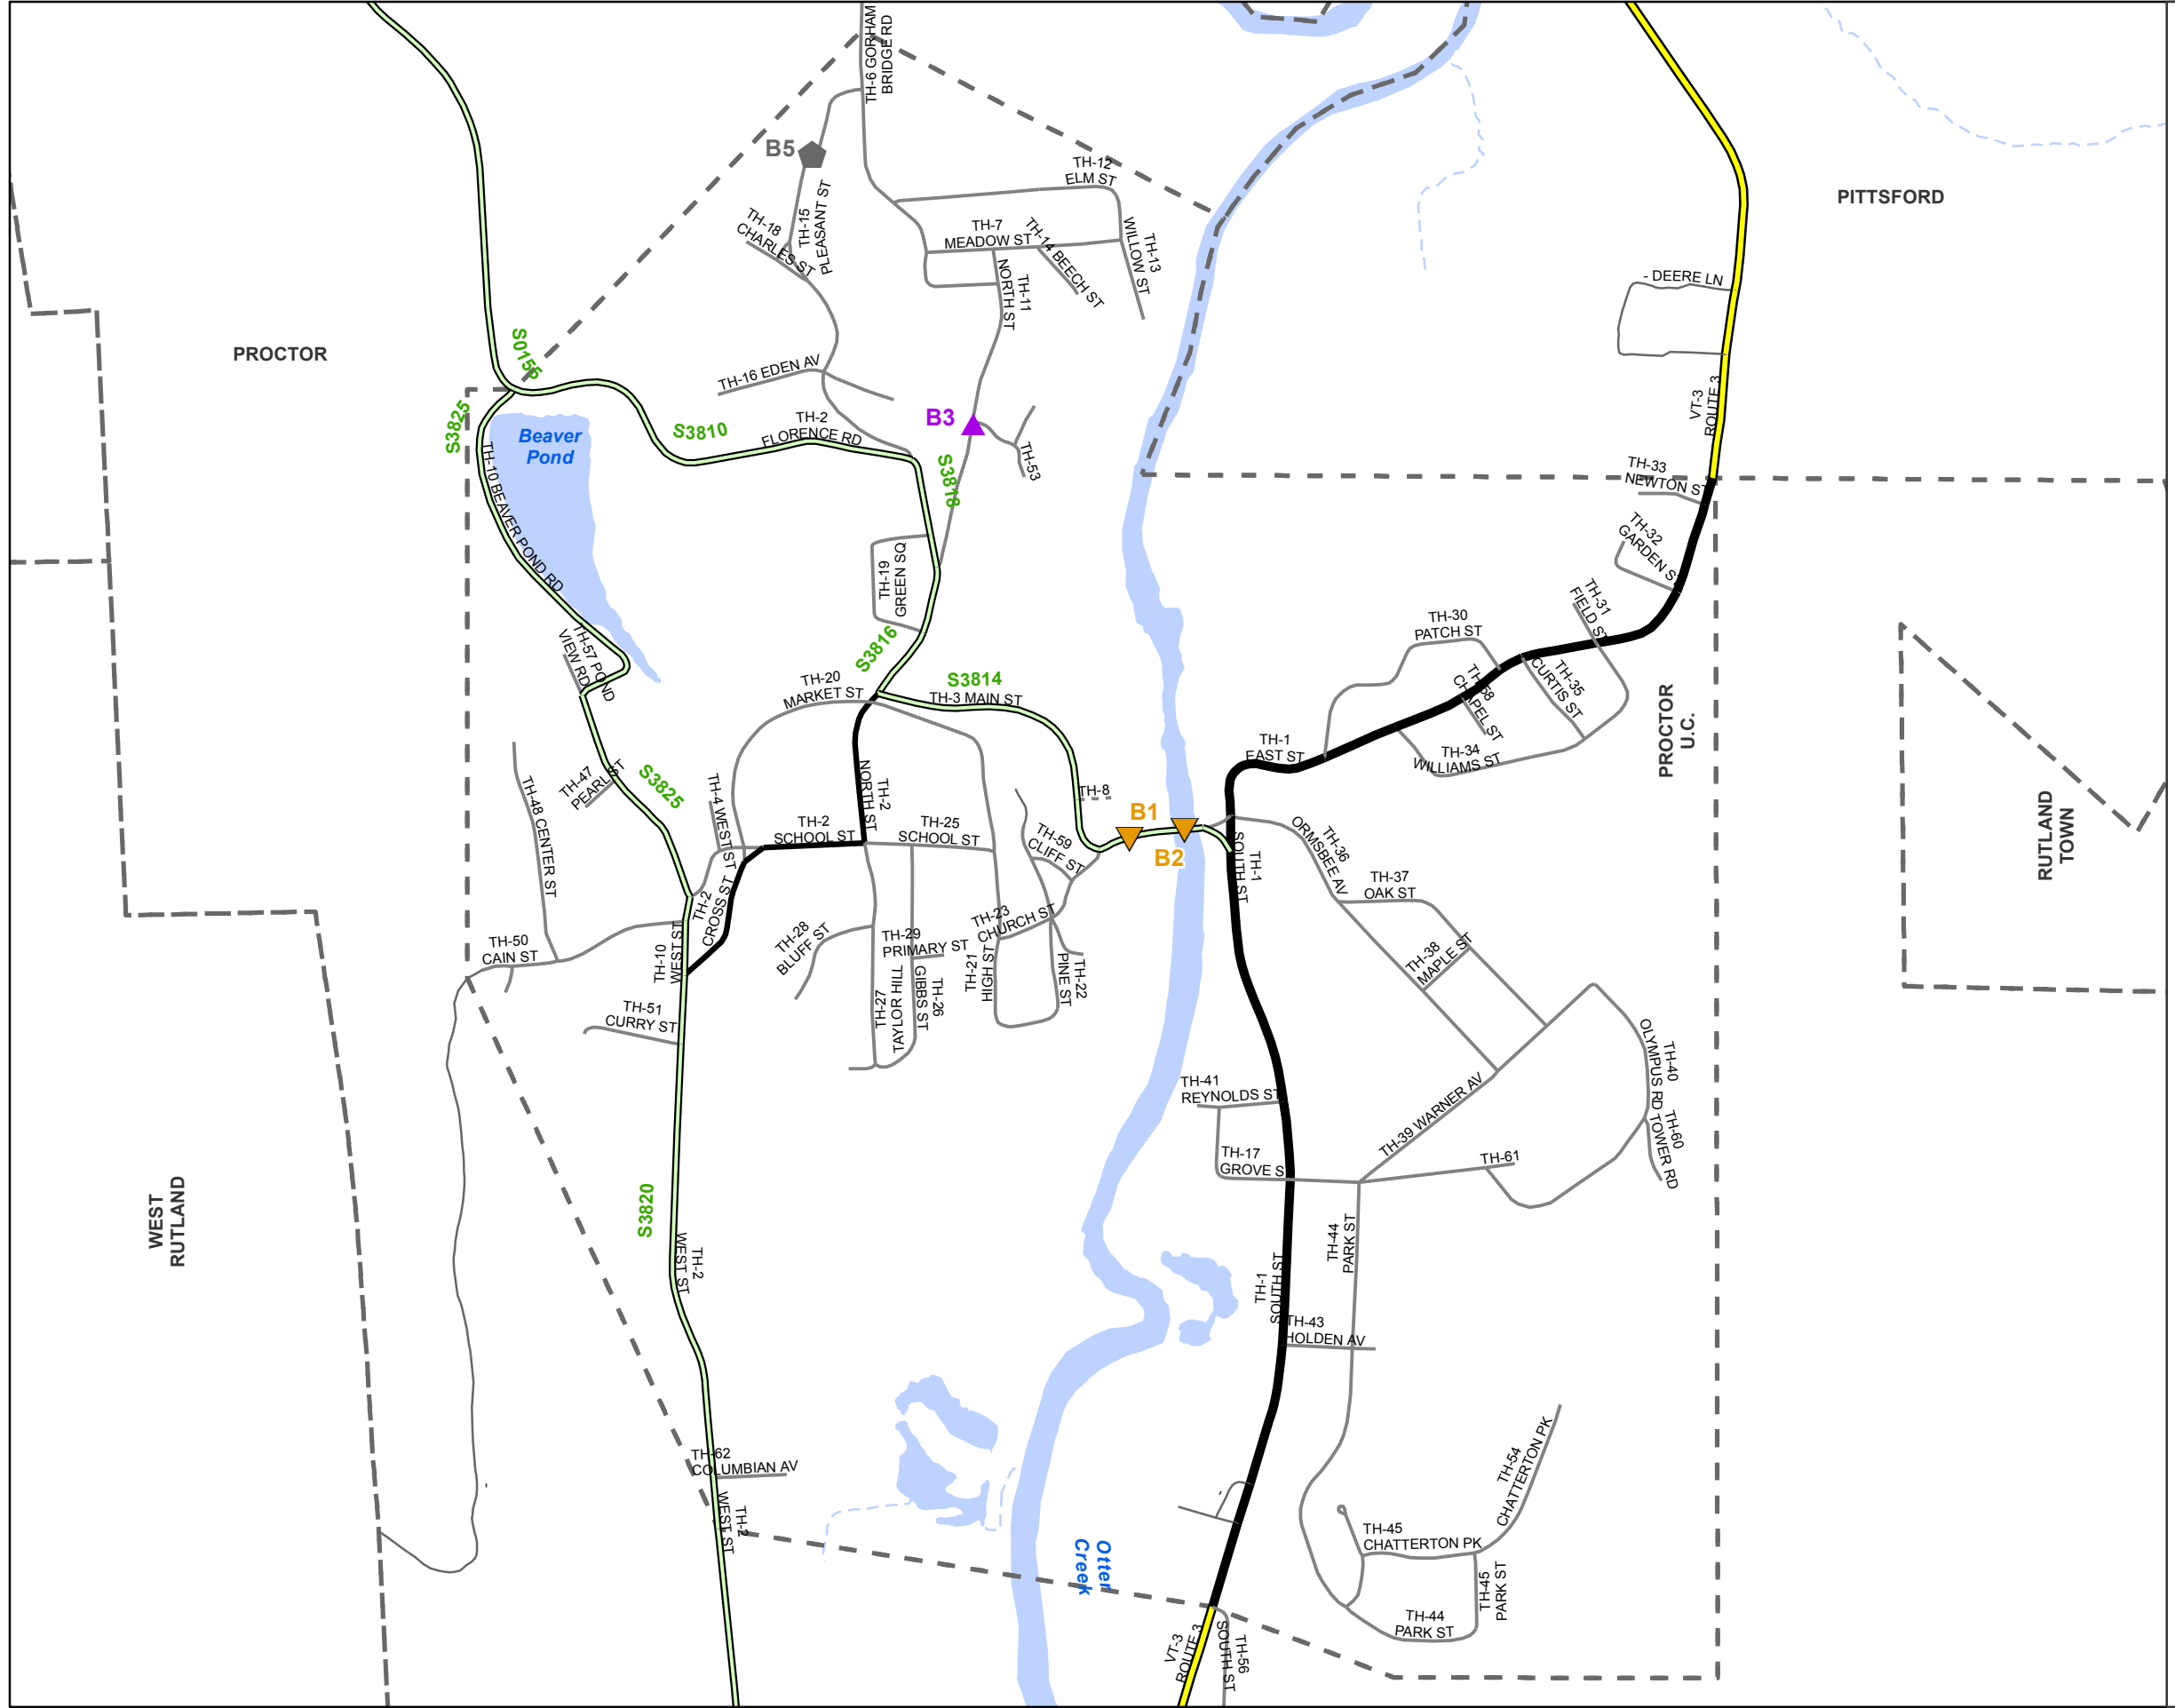 TH-6 GORHAM
BRIDGE RD
B5
TH-12
ELM ST
PITTSFORD
TH-15
PLEASANT ST
TH-18
CHARLES ST
TH-7
MEADOW ST
TH-14 BEECH ST
TH-13
WILLOW ST
TH-11
NORTH ST
- DEERE LN
PROCTOR
S0155
TH-16 EDEN AV
VT-3
ROUTE 3
S3825
Beaver
Pond
S3810
TH-2
FLORENCE RD
B3
TH-53
S3818
TH-33
NEWTON ST
TH-10 BEAVER POND RD
TH-32
GARDEN ST
TH-19
GREEN SQ
TH-31
FIELD ST
TH-30
PATCH ST
TH-57 POND
VIEW RD
S3816
S3814
TH-20
MARKET ST
TH-3 MAIN ST
TH-68
CHAPEL ST
TH-35
CURTIS ST
PROCTOR
U.C.
TH-1
EAST ST
TH-34
WILLIAMS ST
TH-47
PEARL ST
S3825
TH-48 CENTER ST
TH-4 WEST ST
TH-2
NORTH ST
TH-8
B1
B2
TH-2
SCHOOL ST
TH-25
SCHOOL ST
TH-59
CLIFF ST
TH-1
SOUTH ST
TH-36
ORMSBEE AV
RUTLAND
TOWN
TH-37
OAK ST
TH-2
CROSS ST
TH-50
CAIN ST
TH-10
WEST ST
TH-28
BLUFF ST
TH-29
PRIMARY ST
TH-23
CHURCH ST
TH-38
MAPLE ST
TH-21
HIGH ST
TH-22
PINE ST
TH-27
TAYLOR HILL
TH-26
GIBBS ST
TH-51
CURRY ST
TH-40
OLYMPUS RD
TH-41
REYNOLDS ST
TH-39 WARNER AV
TH-60
TOWER RD
TH-17
GROVE S
TH-61
WEST
RUTLAND
S3820
TH-2
WEST ST
TH-44
PARK ST
TH-1
SOUTH ST
TH-43
HOLDEN AV
TH-62
COLUMBIAN AV
TH-2
WEST ST
-
-
TH-54
CHATTERTON PK
TH-45
CHATTERTON PK
Otter
Creek
TH-45
PARK ST
TH-44
PARK ST
VT-3
ROUTE 3
TH-56
SOUTH ST